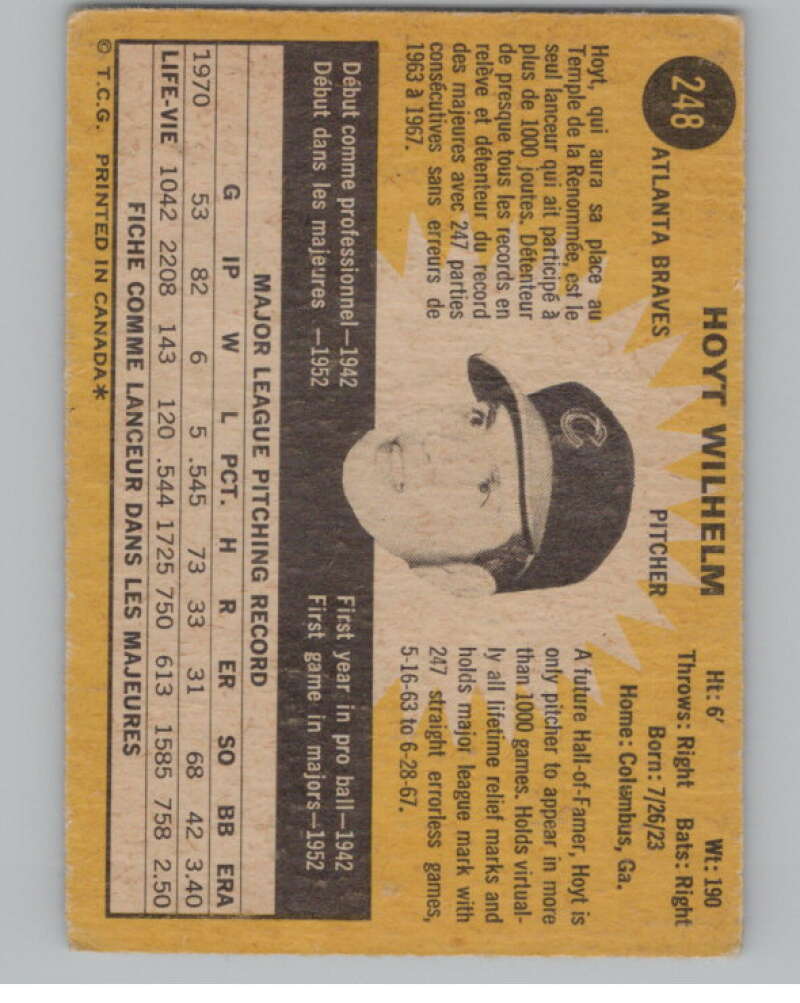 248
HOYT WILHELM
ATLANTA BRAVES
PITCHER
Ht: 6' Wt: 190
Throws: Right Bats: Right
Born: 7/26/23
Home: Columbus, Ga.
Hoyt, qui aura sa place au
Temple de la Renommée, est le
seul lanceur qui ait participé à
plus de 1000 joutes. Détenteur
de presque tous les records en
relève et détenteur du record
des majeures avec 247 parties
consécutives sans erreurs de
1963 à 1967.
C
A future Hall-of-Famer, Hoyt is
only pitcher to appear in more
than 1000 games. Holds virtual-
ly all lifetime relief marks and
holds major league mark with
247 straight errorless games,
5-16-63 to 6-28-67.
Début comme professionnel—1942
Début dans les majeures —1952
First year in pro ball—1942
First game in majors—1952
MAJOR LEAGUE PITCHING RECORD
G IP W L PCT. H R ER SO BB ERA
1970 53 82 6 5 .545 73 33 31 68 42 3.40
LIFE-VIE 1042 2208 143 120 .544 1725 750 613 1585 758 2.50
FICHE COMME LANCEUR DANS LES MAJEURES
© T.C.G. PRINTED IN CANADA*